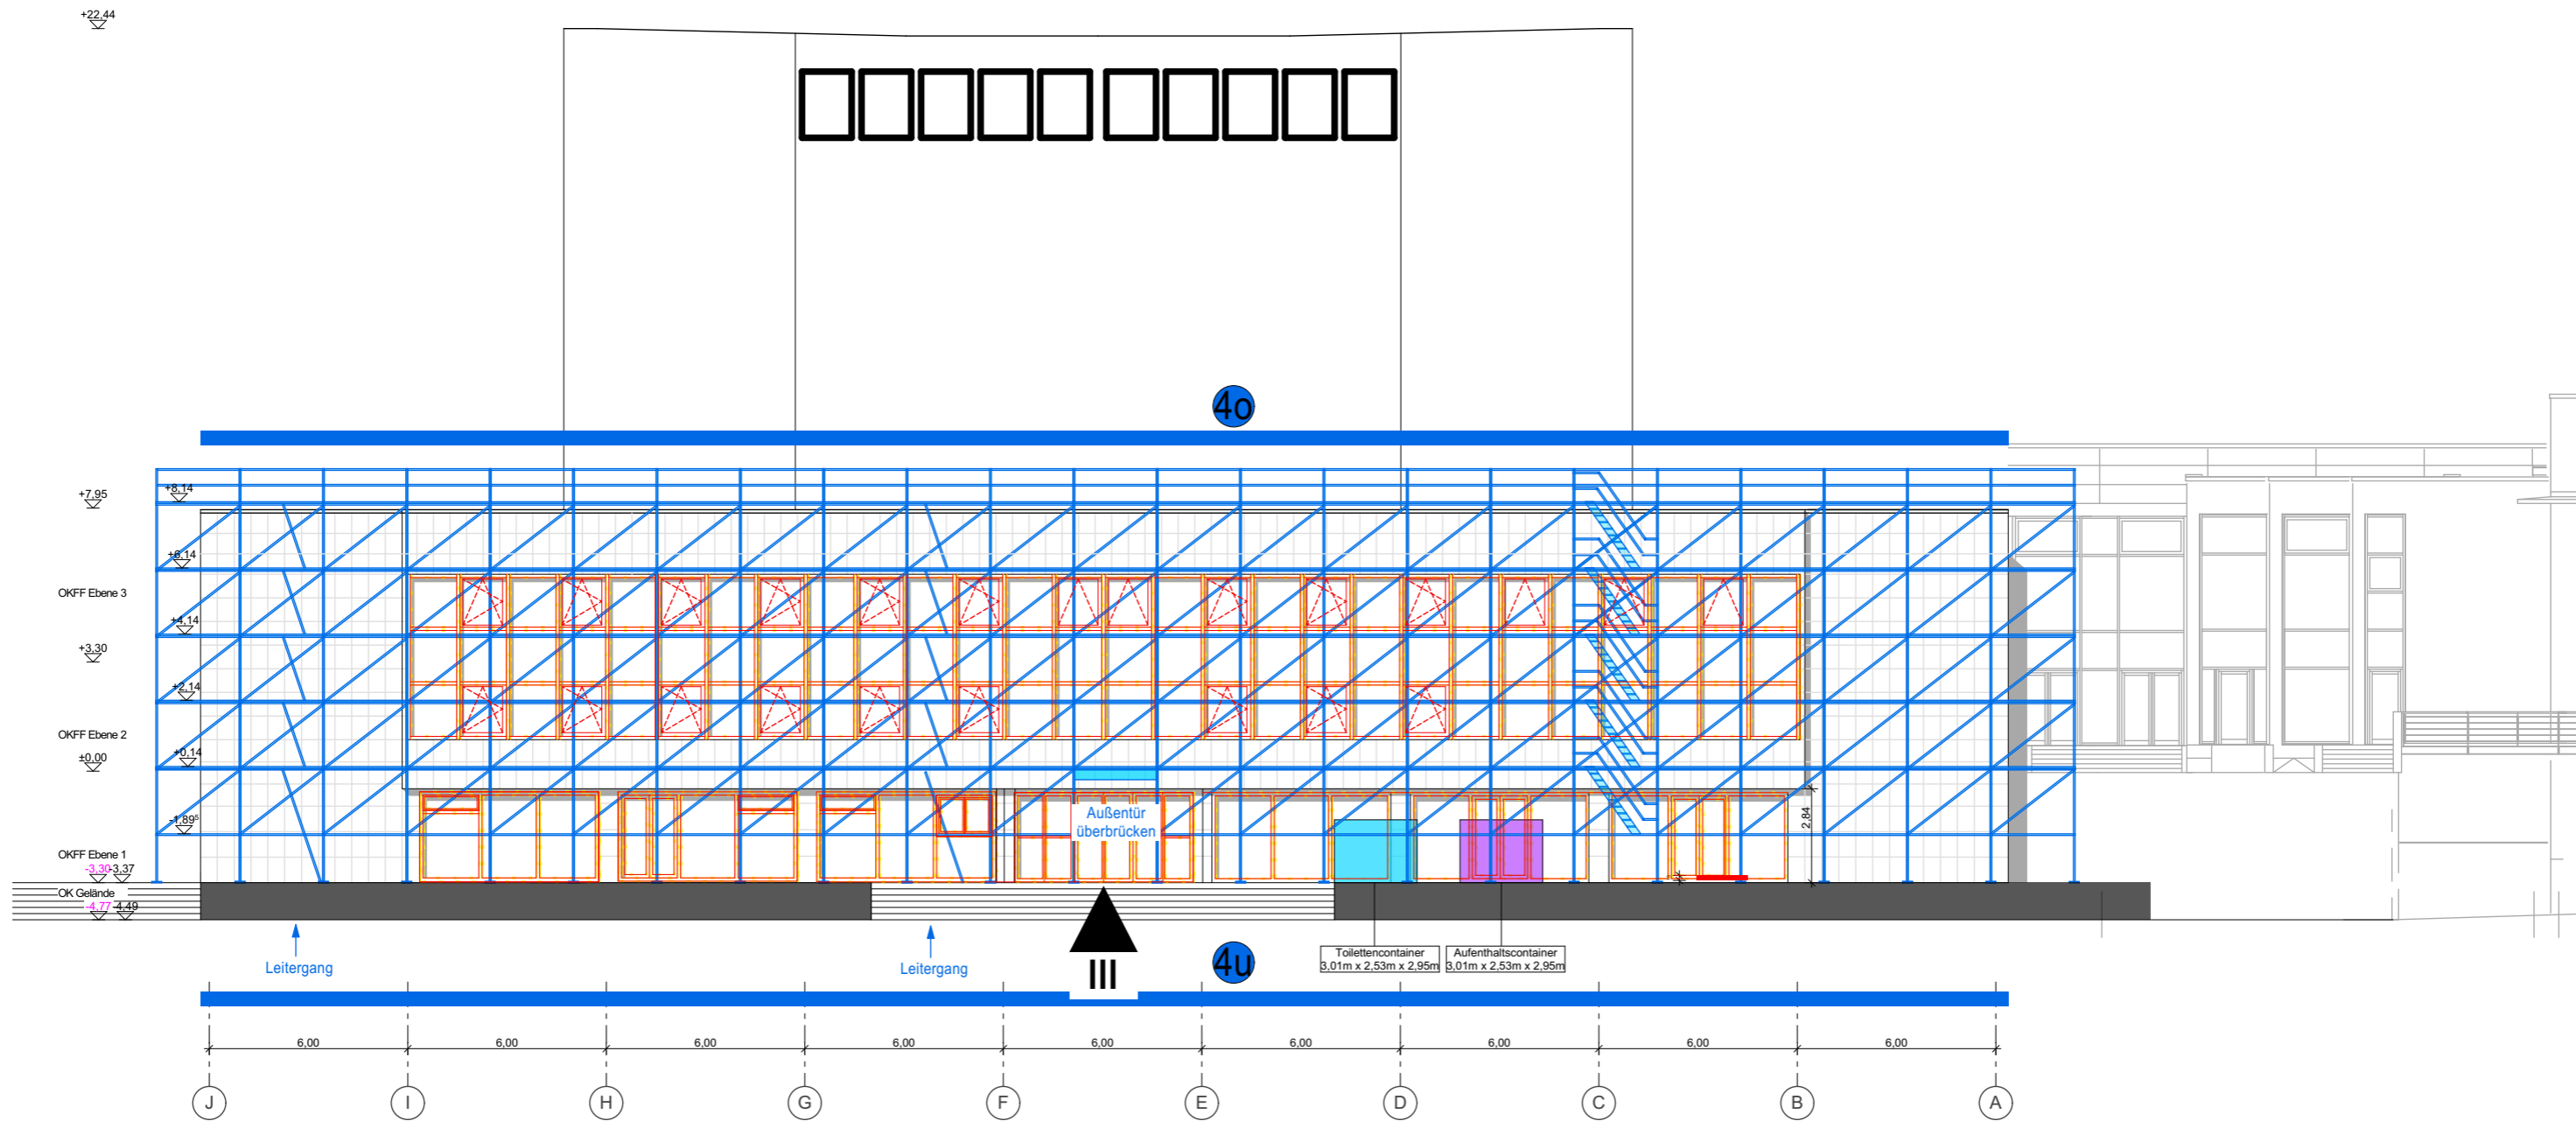 +22,44
4o
+7,95
+8,14
+6,14
OKFF Ebene 3
+4,14
+3,30
+2,14
OKFF Ebene 2
+0,14
±0,00
Außentür
überbrücken
2,84
-1,89⁵
OKFF Ebene 1
-3,30 -3,37
OK Gelände
-4,77 -4,49
Leitergang
Leitergang
III
4u
Toilettencontainer
3,01m x 2,53m x 2,95m
Aufenthaltscontainer
3,01m x 2,53m x 2,95m
6,00 6,00 6,00 6,00 6,00 6,00 6,00 6,00 6,00
J I H G F E D C B A